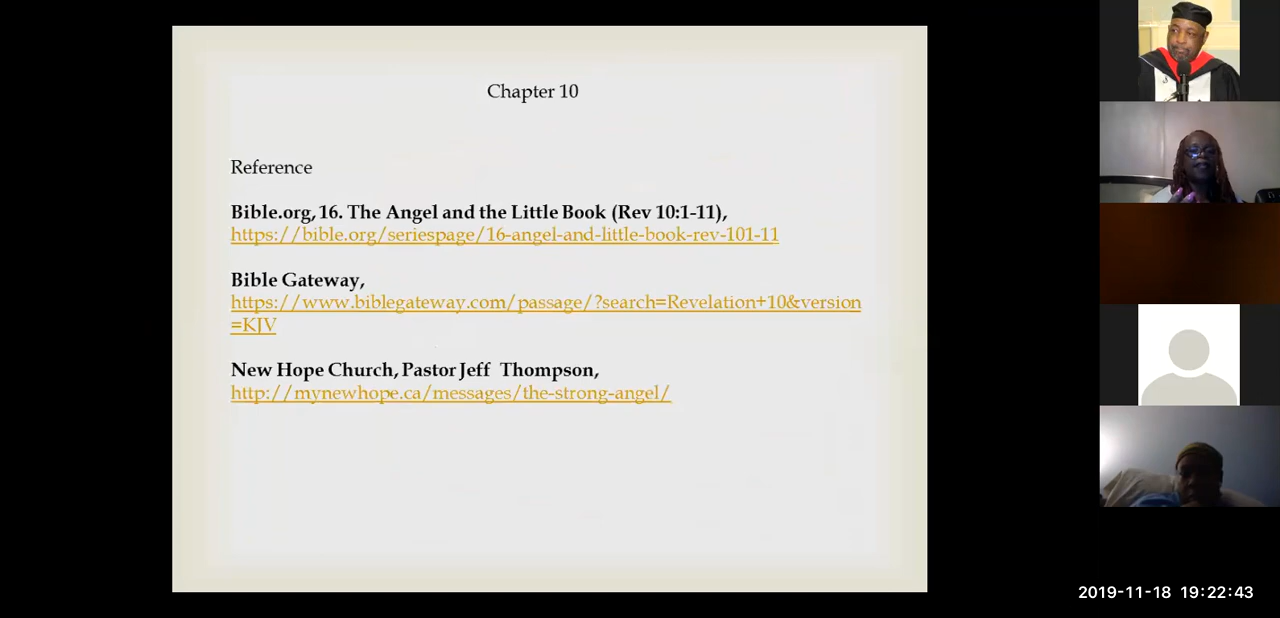 Chapter 10
Reference
Bible.org, 16. The Angel and the Little Book (Rev 10:1-11),
https://bible.org/seriespage/16-angel-and-little-book-rev-101-11
Bible Gateway,
https://www.biblegateway.com/passage/?search=Revelation+10&version
=KJV
New Hope Church, Pastor Jeff  Thompson,
http://mynewhope.ca/messages/the-strong-angel/
2019-11-18 19:22:43